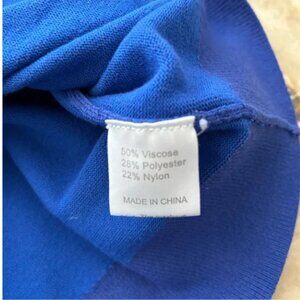 50% Viscose
28% Polyester
22% Nylon
MADE IN CHINA